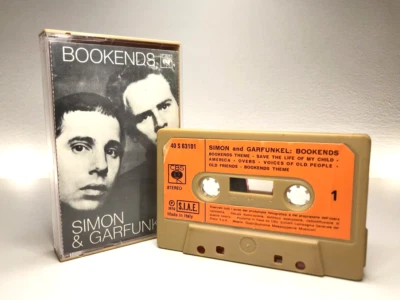 BOOKENDS
SIMON
& GARFUNK
40 S 63101
SIMON and GARFUNKEL: BOOKENDS
BOOKENDS THEME - SAVE THE LIFE OF MY CHILD -
AMERICA - OVERS - VOICES OF OLD PEOPLE -
OLD FRIENDS - BOOKENDS THEME
CBS
STEREO
1
S.I.A.E.
Made in Italy